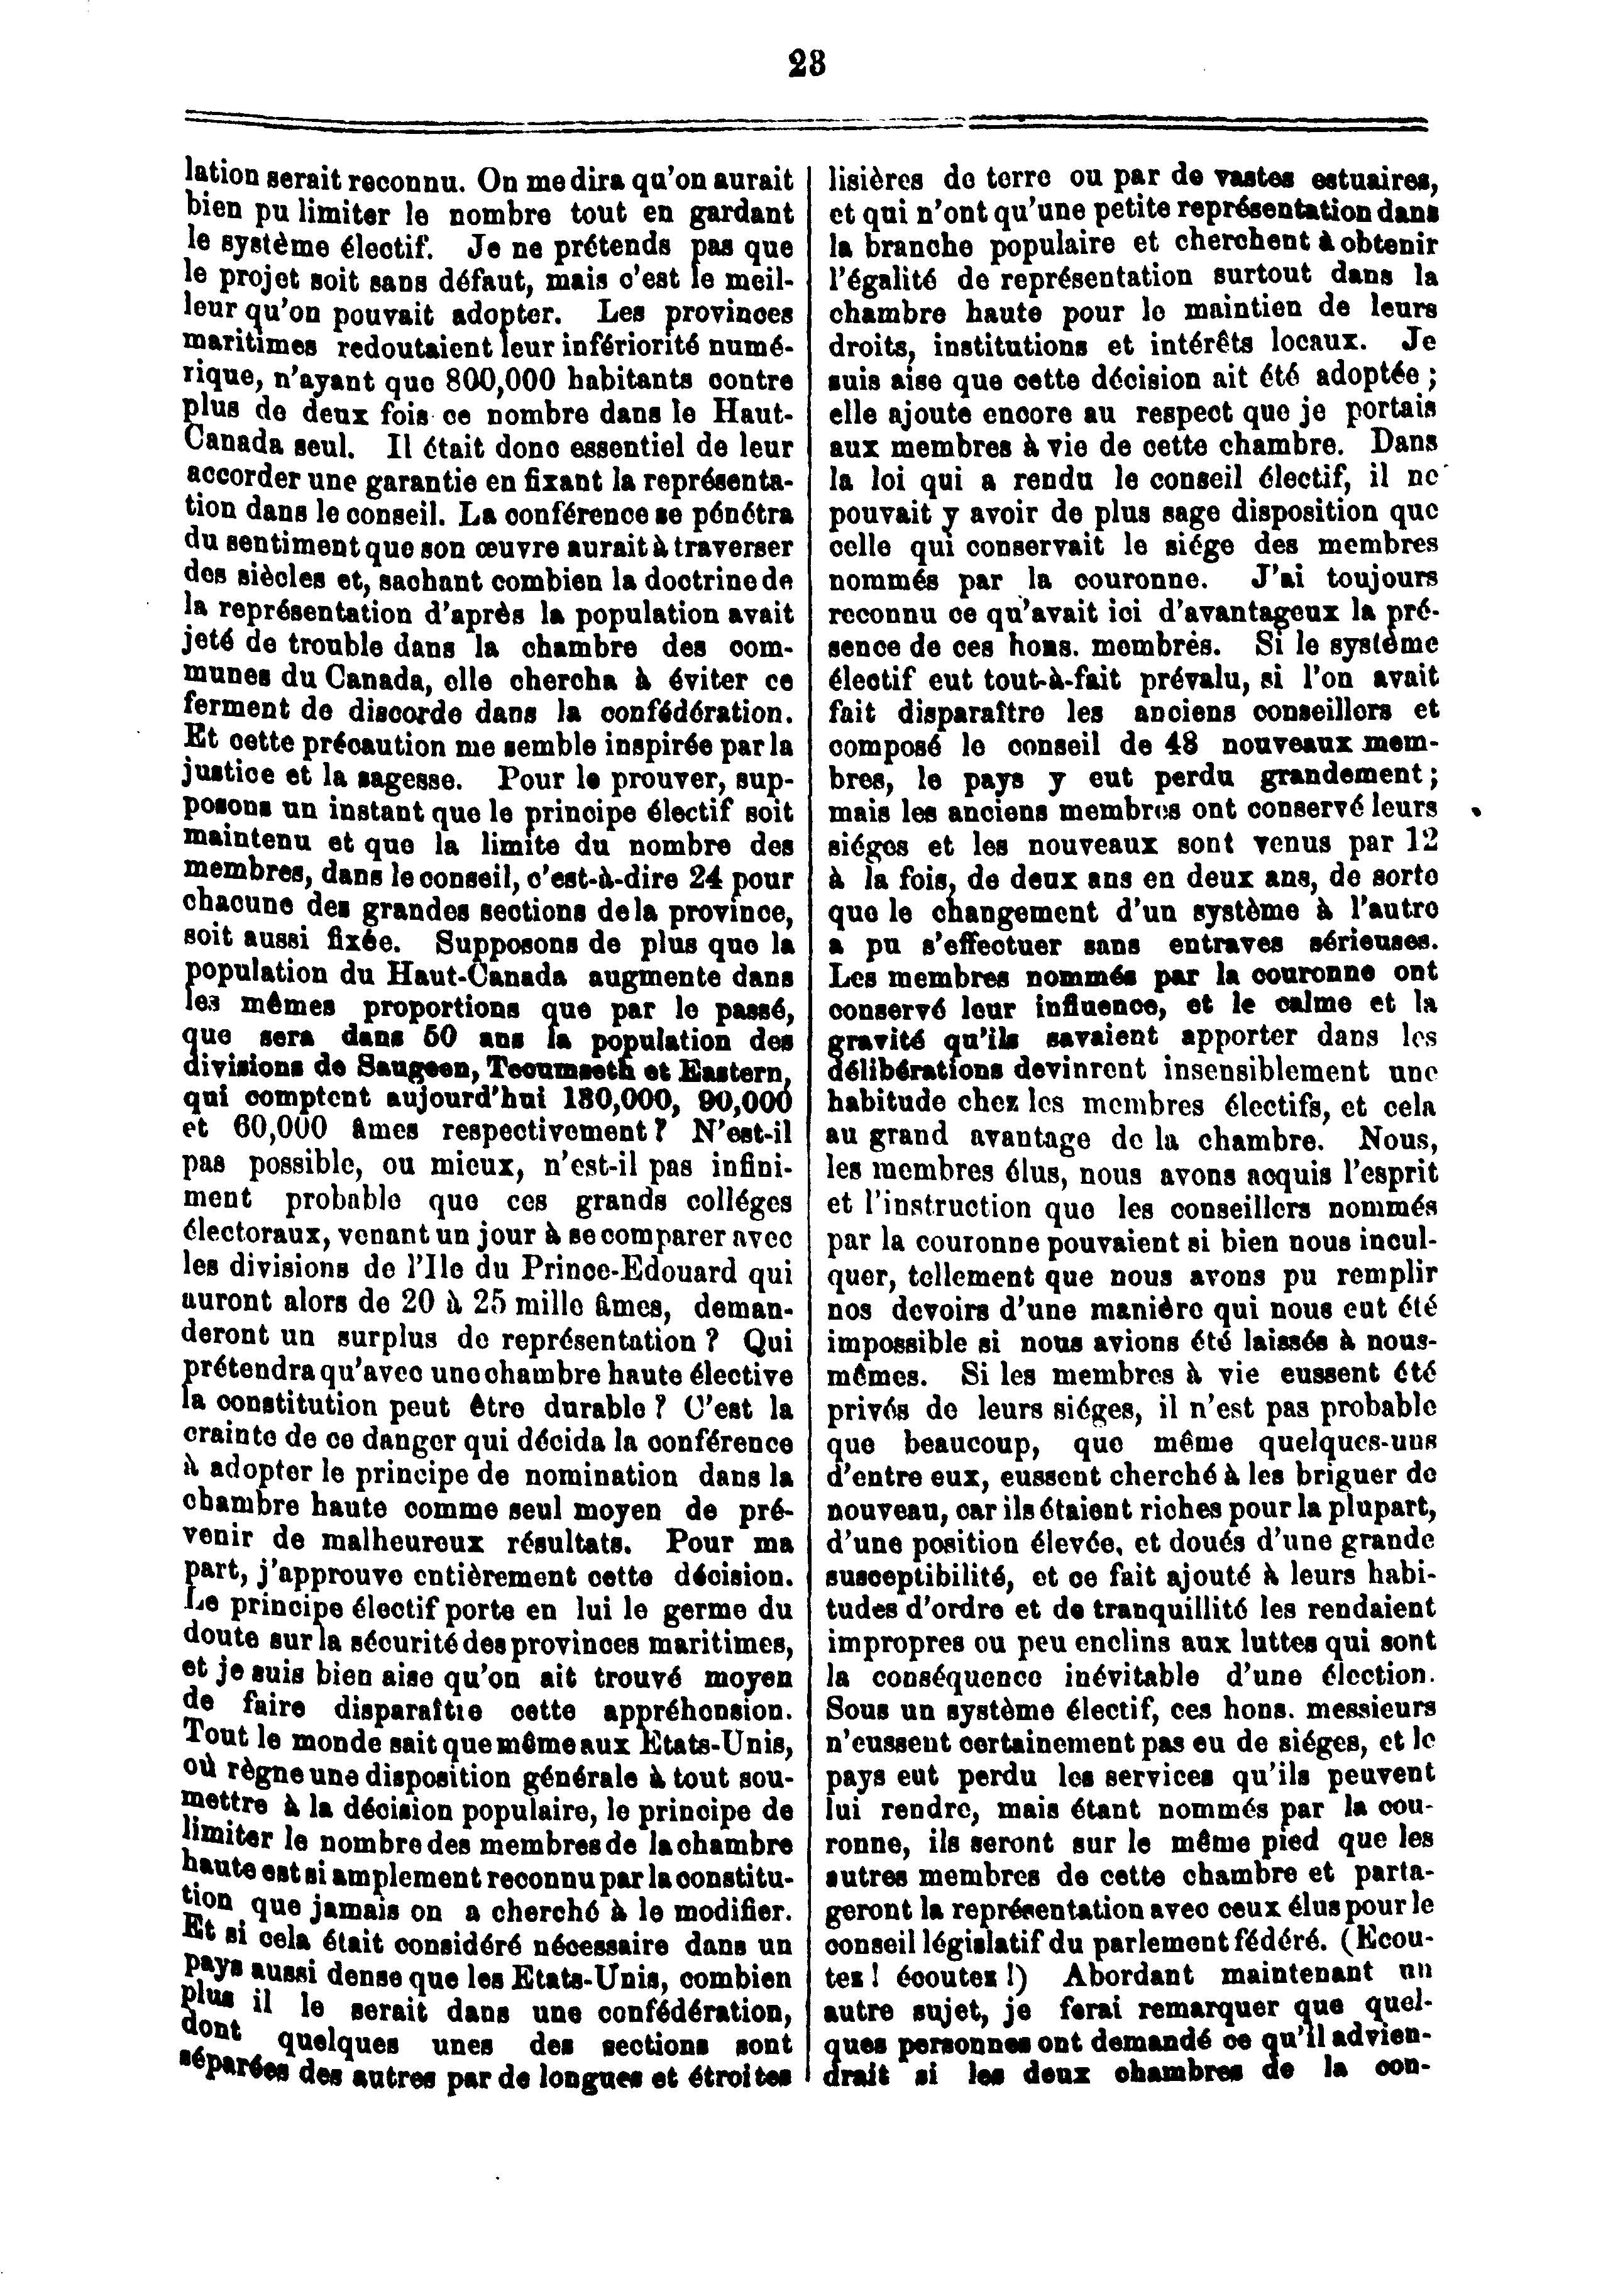 23
lation serait reconnu. On me dira qu'on aurait
bien pu limiter le nombre tout en gardant
le système électif. Je ne prétends pas que
le projet soit sans défaut, mais c'est le meil-
leur qu'on pouvait adopter. Les provinces
maritimes redoutaient leur infériorité numé-
rique, n'ayant que 800,000 habitants contre
plus de deux fois ce nombre dans le Haut-
Canada seul. Il était donc essentiel de leur
accorder une garantie en fixant la représenta-
tion dans le conseil. La conférence se pénétra
du sentiment que son œuvre aurait à traverser
des siècles et, sachant combien la doctrine de
la représentation d'après la population avait
jeté de trouble dans la chambre des com-
munes du Canada, elle chercha à éviter ce
ferment de discorde dans la confédération.
Et cette précaution me semble inspirée par la
justice et la sagesse. Pour le prouver, sup-
posons un instant que le principe électif soit
maintenu et que la limite du nombre des
membres, dans le conseil, c'est-à-dire 24 pour
chacune des grandes sections de la province,
soit aussi fixée. Supposons de plus que la
population du Haut-Canada augmente dans
les mêmes proportions que par le passé,
que sera dans 50 ans la population des
divisions de Saugeen, Tecumseth et Eastern,
qui comptent aujourd'hui 130,000, 90,000
et 60,000 âmes respectivement ? N'est-il
pas possible, ou mieux, n'est-il pas infini-
ment probable que ces grands colléges
électoraux, venant un jour à se comparer avec
les divisions de l'Ile du Prince-Edouard qui
auront alors de 20 à 25 mille âmes, deman-
deront un surplus de représentation ? Qui
prétendra qu'avec une chambre haute élective
la constitution peut être durable ? C'est la
crainte de ce danger qui décida la conférence
à adopter le principe de nomination dans la
chambre haute comme seul moyen de pré-
venir de malheureux résultats. Pour ma
part, j'approuve entièrement cette décision.
Le principe électif porte en lui le germe du
doute sur la sécurité des provinces maritimes,
et je suis bien aise qu'on ait trouvé moyen
de faire disparaître cette appréhension.
Tout le monde sait que même aux Etats-Unis,
où règne une disposition générale à tout sou-
mettre à la décision populaire, le principe de
limiter le nombre des membres de la chambre
haute est si amplement reconnu par la constitu-
tion que jamais on a cherché à le modifier.
Et si cela était considéré nécessaire dans un
pays aussi dense que les Etats-Unis, combien
plus il le serait dans une confédération,
dont quelques unes des sections sont
séparées des autres par de longues et étroites
lisières de terre ou par de vastes estuaires,
et qui n'ont qu'une petite représentation dans
la branche populaire et cherchent à obtenir
l'égalité de représentation surtout dans la
chambre haute pour le maintien de leurs
droits, institutions et intérêts locaux. Je
suis aise que cette décision ait été adoptée ;
elle ajoute encore au respect que je portais
aux membres à vie de cette chambre. Dans
la loi qui a rendu le conseil électif, il ne
pouvait y avoir de plus sage disposition que
celle qui conservait le siége des membres
nommés par la couronne. J'ai toujours
reconnu ce qu'avait ici d'avantageux la pré-
sence de ces hons. membres. Si le système
électif eut tout-à-fait prévalu, si l'on avait
fait disparaître les anciens conseillers et
composé le conseil de 48 nouveaux mem-
bres, le pays y eut perdu grandement ;
mais les anciens membres ont conservé leurs
siéges et les nouveaux sont venus par 12
à la fois, de deux ans en deux ans, de sorte
que le changement d'un système à l'autre
a pu s'effectuer sans entraves sérieuses.
Les membres nommés par la couronne ont
conservé leur influence, et le calme et la
gravité qu'ils savaient apporter dans les
délibérations devinrent insensiblement une
habitude chez les membres électifs, et cela
au grand avantage de la chambre. Nous,
les membres élus, nous avons acquis l'esprit
et l'instruction que les conseillers nommés
par la couronne pouvaient si bien nous incul-
quer, tellement que nous avons pu remplir
nos devoirs d'une manière qui nous eut été
impossible si nous avions été laissés à nous-
mêmes. Si les membres à vie eussent été
privés de leurs siéges, il n'est pas probable
que beaucoup, que même quelques-uns
d'entre eux, eussent cherché à les briguer de
nouveau, car ils étaient riches pour la plupart,
d'une position élevée, et doués d'une grande
susceptibilité, et ce fait ajouté à leurs habi-
tudes d'ordre et de tranquillité les rendaient
impropres ou peu enclins aux luttes qui sont
la conséquence inévitable d'une élection.
Sous un système électif, ces hons. messieurs
n'eussent certainement pas eu de siéges, et le
pays eut perdu les services qu'ils peuvent
lui rendre, mais étant nommés par la cou-
ronne, ils seront sur le même pied que les
autres membres de cette chambre et parta-
geront la représentation avec ceux élus pour le
conseil législatif du parlement fédéré. (Ecou-
tez ! écoutez !) Abordant maintenant un
autre sujet, je ferai remarquer que quel-
ques personnes ont demandé ce qu'il advien-
drait si les deux chambres de la con-